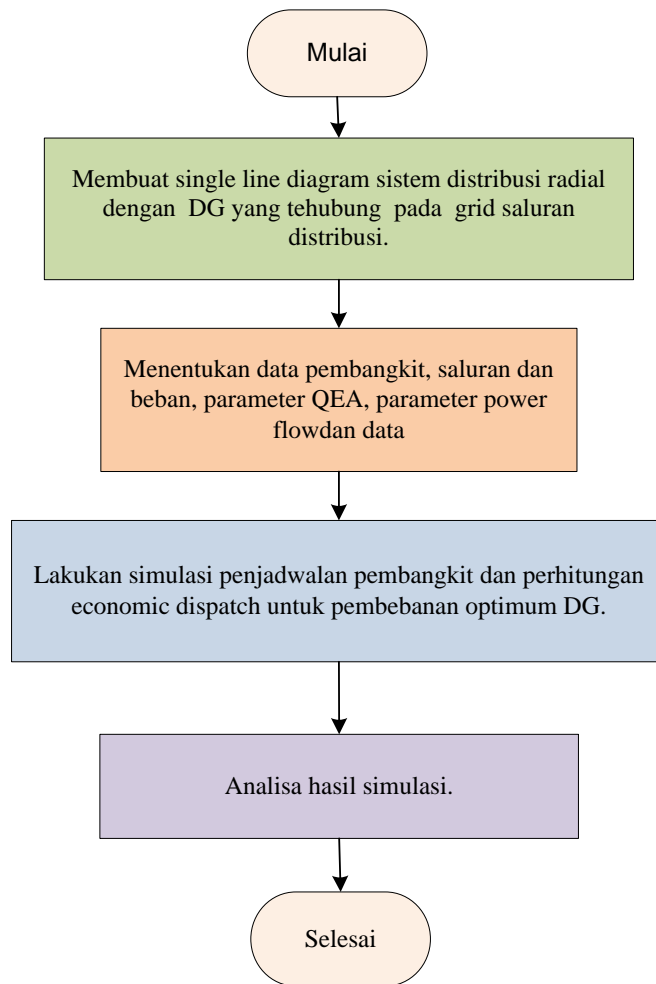 Mulai
Membuat single line diagram sistem distribusi radial
dengan DG yang tehubung pada grid saluran
distribusi.
Menentukan data pembangkit, saluran dan
beban, parameter QEA, parameter power
flowdan data
Lakukan simulasi penjadwalan pembangkit dan perhitungan
economic dispatch untuk pembebanan optimum DG.
Analisa hasil simulasi.
Selesai